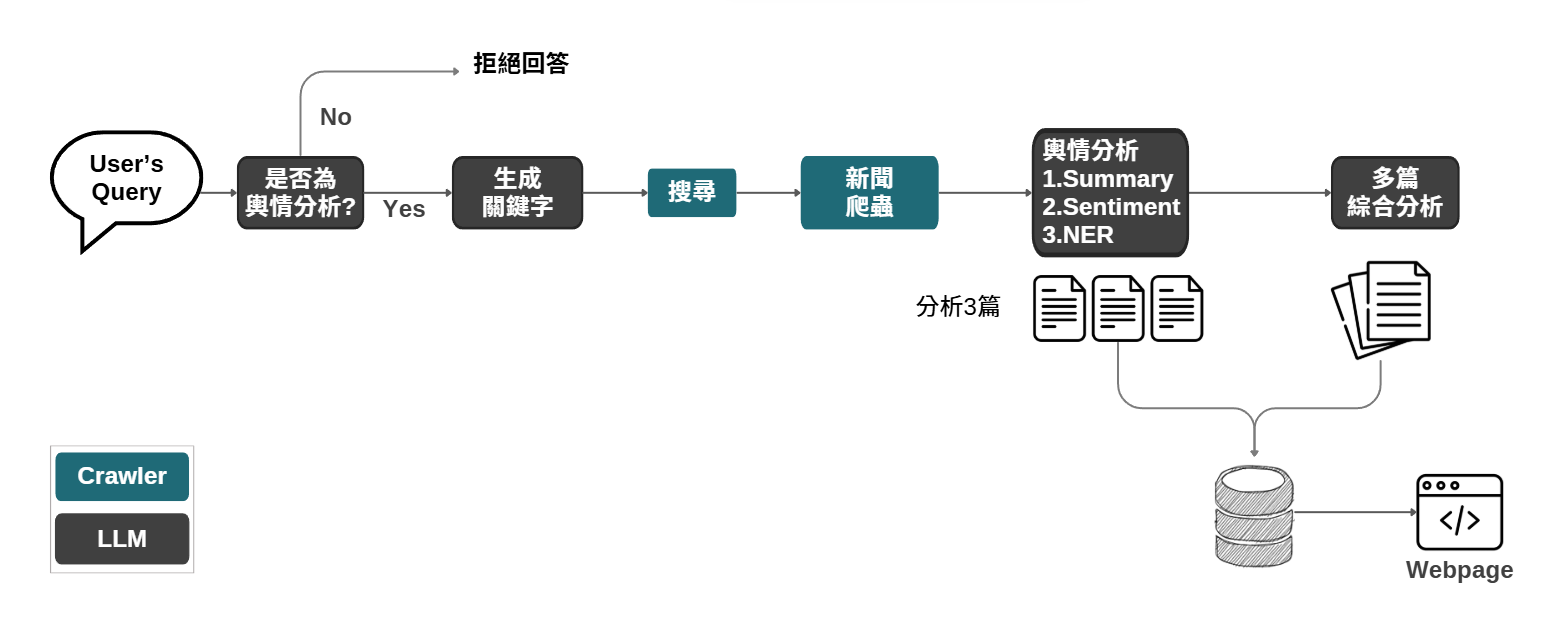 拒絕回答
No
User’s
Query
是否為
輿情分析?
Yes
生成
關鍵字
搜尋
新聞
爬蟲
輿情分析
1.Summary
2.Sentiment
3.NER
多篇
綜合分析
分析3篇
Crawler
LLM
</>
Webpage